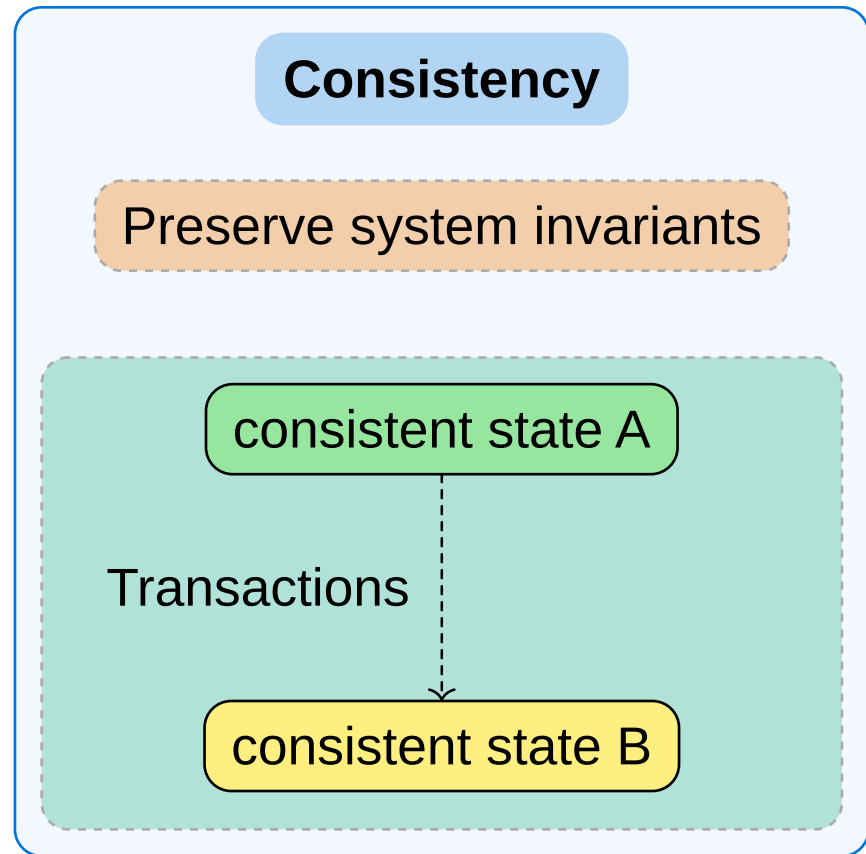 Consistency
Preserve system invariants
consistent state A
Transactions
consistent state B